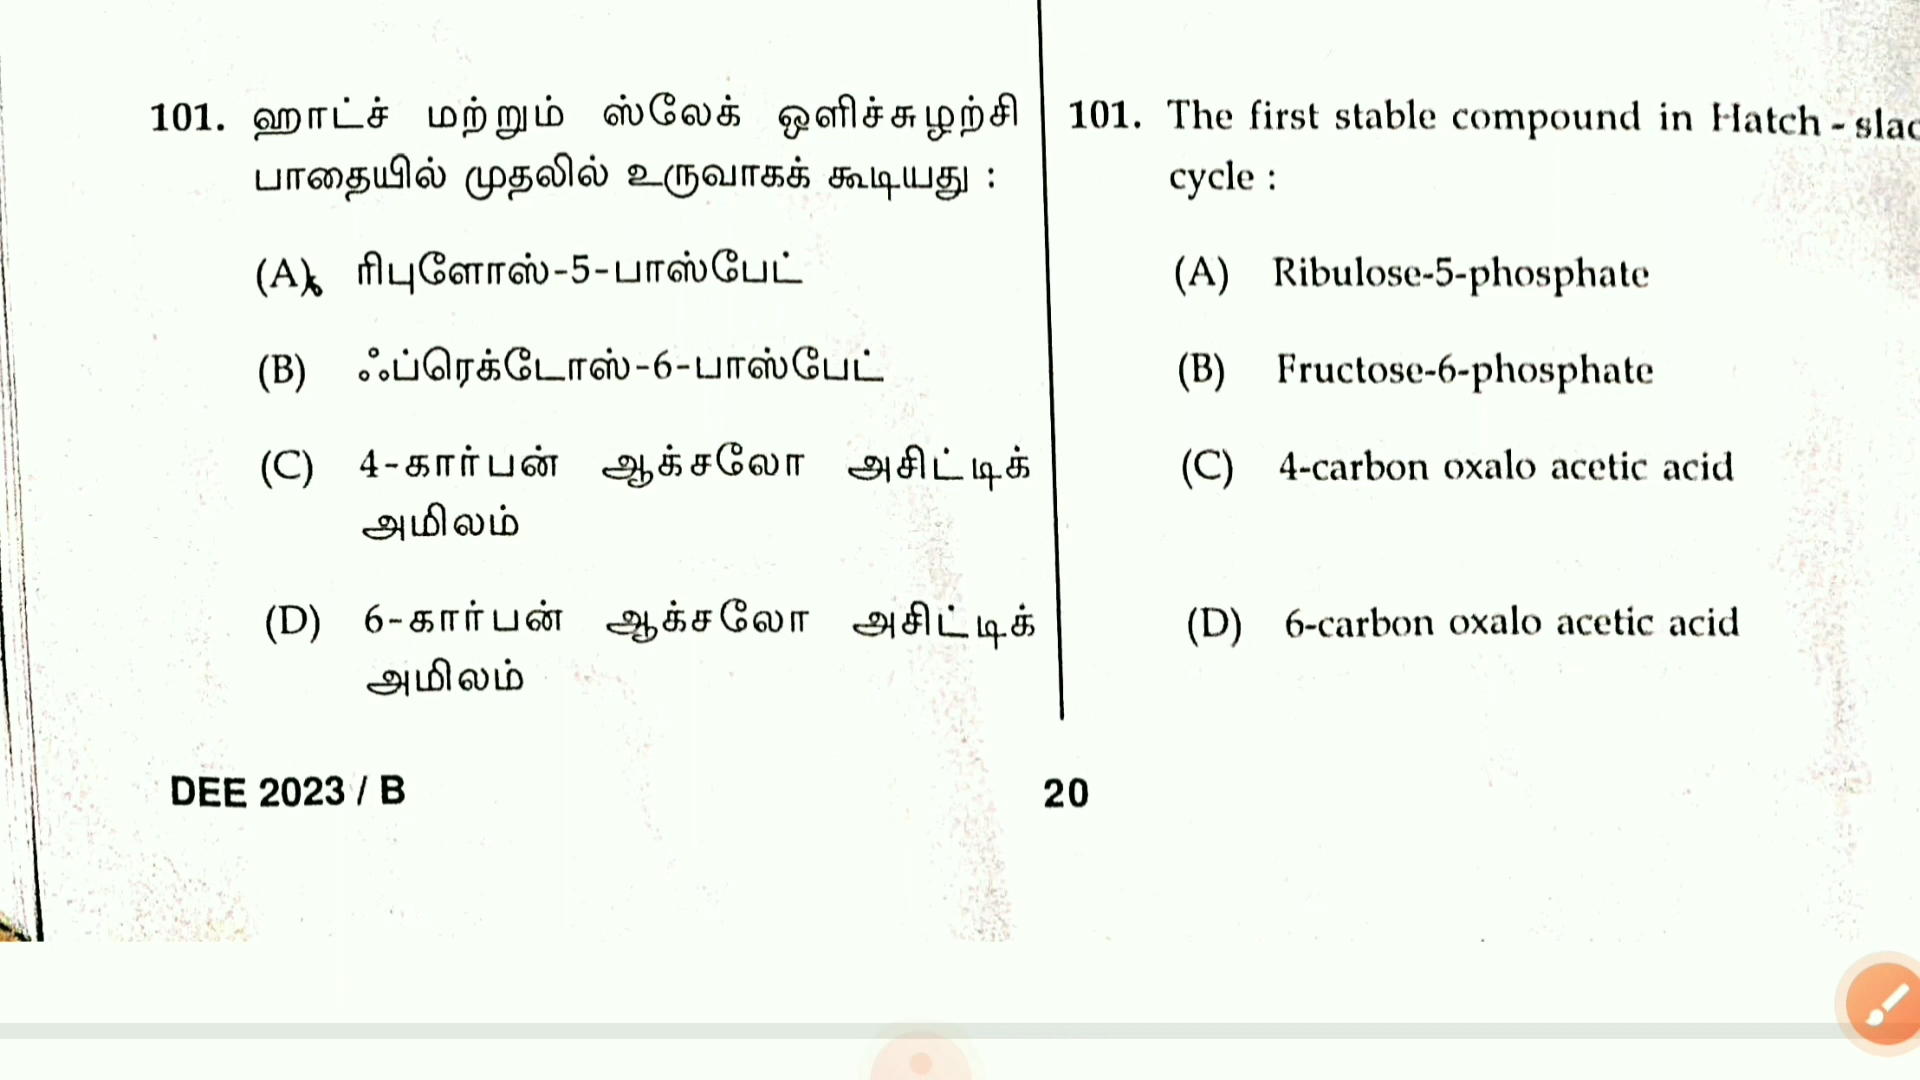 101. ஹாட்ச் மற்றும் ஸ்லேக் ஒளிச்சுழற்சி
பாதையில் முதலில் உருவாகக் கூடியது :
(A) ரிபுளோஸ்-5-பாஸ்பேட்
(B) ஃப்ரெக்டோஸ்-6-பாஸ்பேட்
(C) 4-கார்பன் ஆக்சலோ அசிட்டிக்
அமிலம்
(D) 6-கார்பன் ஆக்சலோ அசிட்டிக்
அமிலம்
101. The first stable compound in Hatch - slac
cycle :
(A) Ribulose-5-phosphate
(B) Fructose-6-phosphate
(C) 4-carbon oxalo acetic acid
(D) 6-carbon oxalo acetic acid
DEE 2023 / B
20